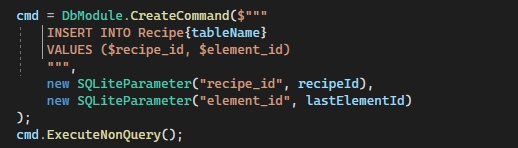 cmd = DbModule.CreateCommand($"""
INSERT INTO Recipe{tableName}
VALUES ($recipe_id, $element_id)
""",
new SQLiteParameter("recipe_id", recipeId),
new SQLiteParameter("element_id", lastElementId)
);
cmd.ExecuteNonQuery();